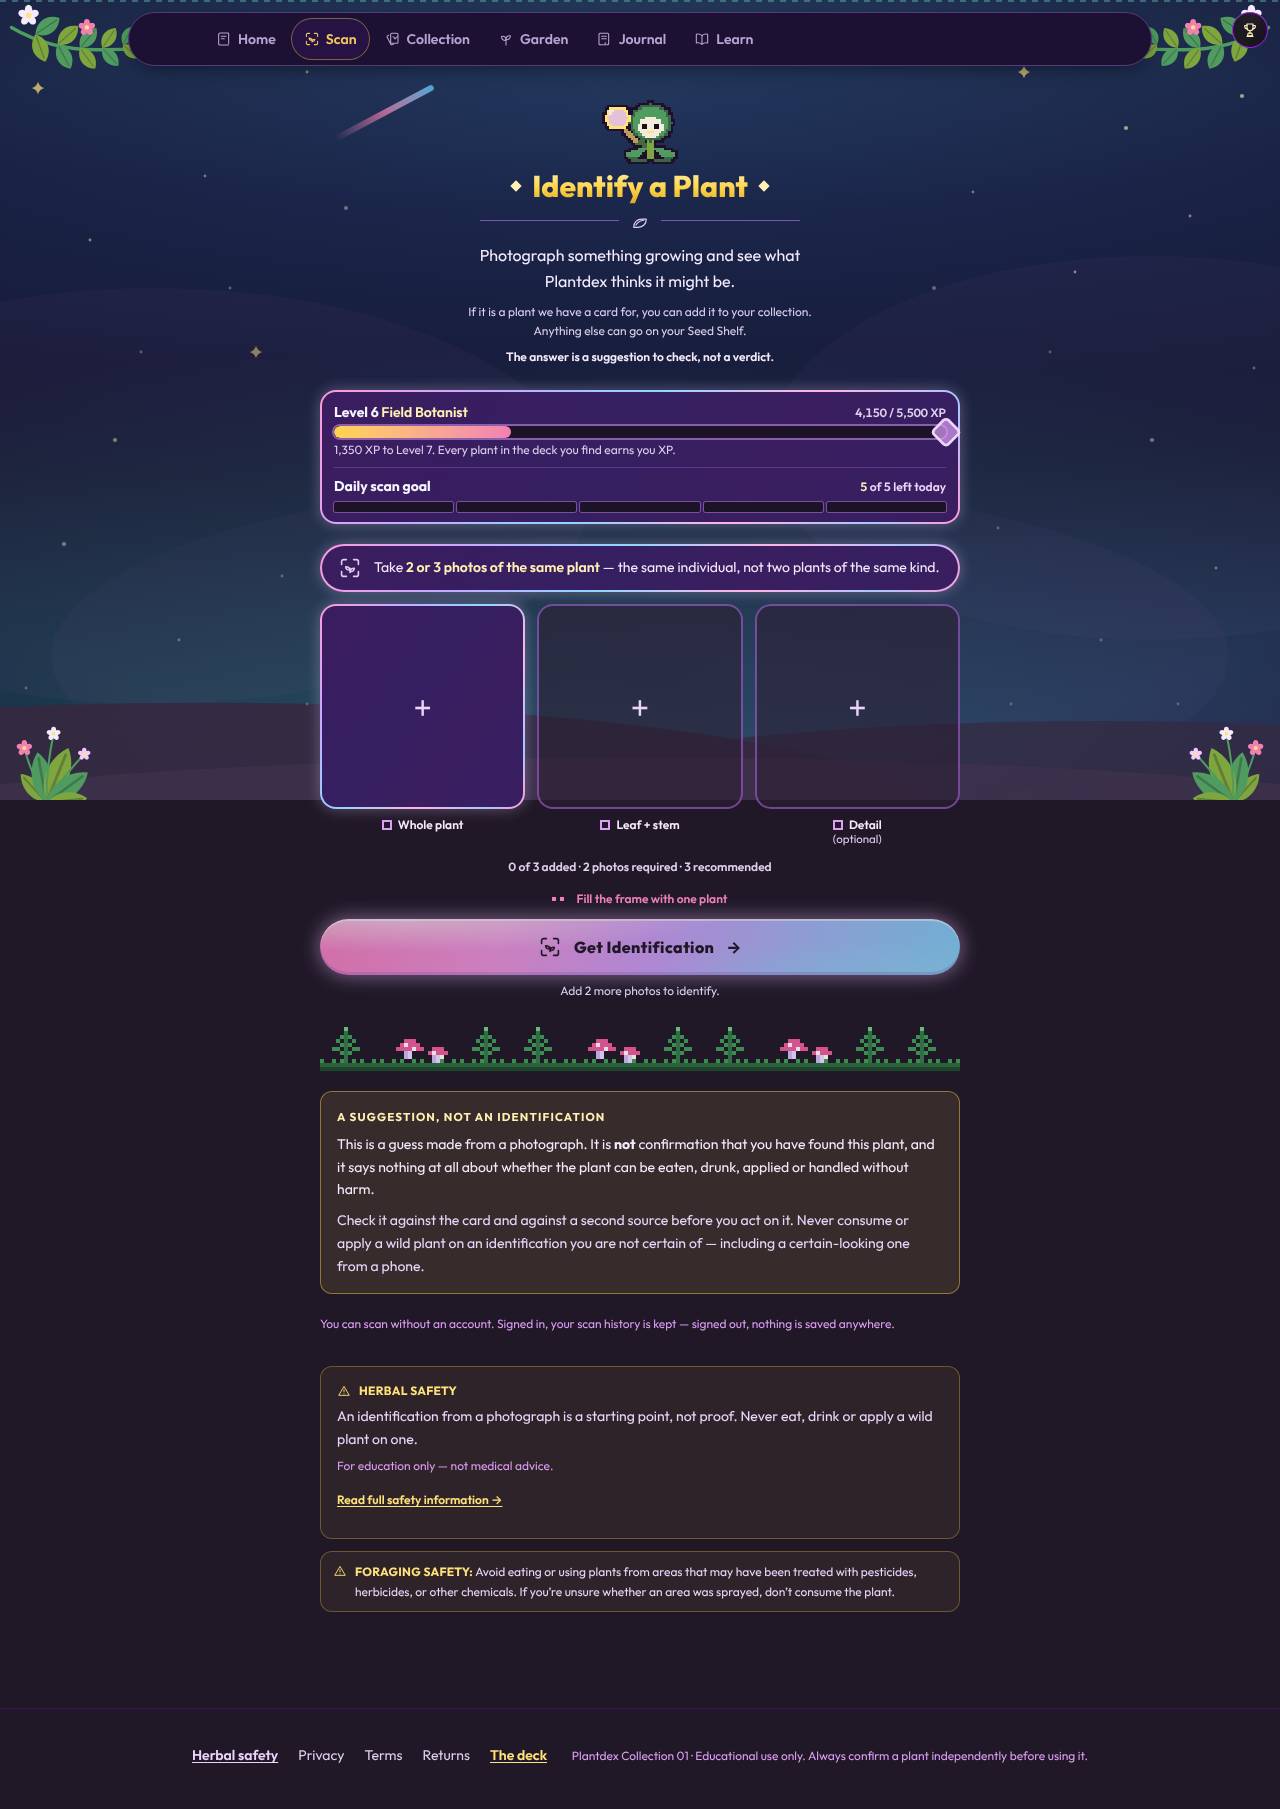 Home
Scan
Collection
Garden
Journal
Learn
Identify a Plant
Photograph something growing and see what
Plantdex thinks it might be.
If it is a plant we have a card for, you can add it to your collection.
Anything else can go on your Seed Shelf.
The answer is a suggestion to check, not a verdict.
Level 6 Field Botanist
4,150 / 5,500 XP
1,350 XP to Level 7. Every plant in the deck you find earns you XP.
Daily scan goal
5 of 5 left today
Take 2 or 3 photos of the same plant — the same individual, not two plants of the same kind.
+
+
+
Whole plant
Leaf + stem
Detail
(optional)
0 of 3 added · 2 photos required · 3 recommended
Fill the frame with one plant
Get Identification →
Add 2 more photos to identify.
A SUGGESTION, NOT AN IDENTIFICATION
This is a guess made from a photograph. It is not confirmation that you have found this plant, and
it says nothing at all about whether the plant can be eaten, drunk, applied or handled without
harm.
Check it against the card and against a second source before you act on it. Never consume or
apply a wild plant on an identification you are not certain of — including a certain-looking one
from a phone.
You can scan without an account. Signed in, your scan history is kept — signed out, nothing is saved anywhere.
HERBAL SAFETY
An identification from a photograph is a starting point, not proof. Never eat, drink or apply a wild
plant on one.
For education only — not medical advice.
Read full safety information →
FORAGING SAFETY: Avoid eating or using plants from areas that may have been treated with pesticides,
herbicides, or other chemicals. If you're unsure whether an area was sprayed, don't consume the plant.
Herbal safety
Privacy
Terms
Returns
The deck
Plantdex Collection 01 · Educational use only. Always confirm a plant independently before using it.